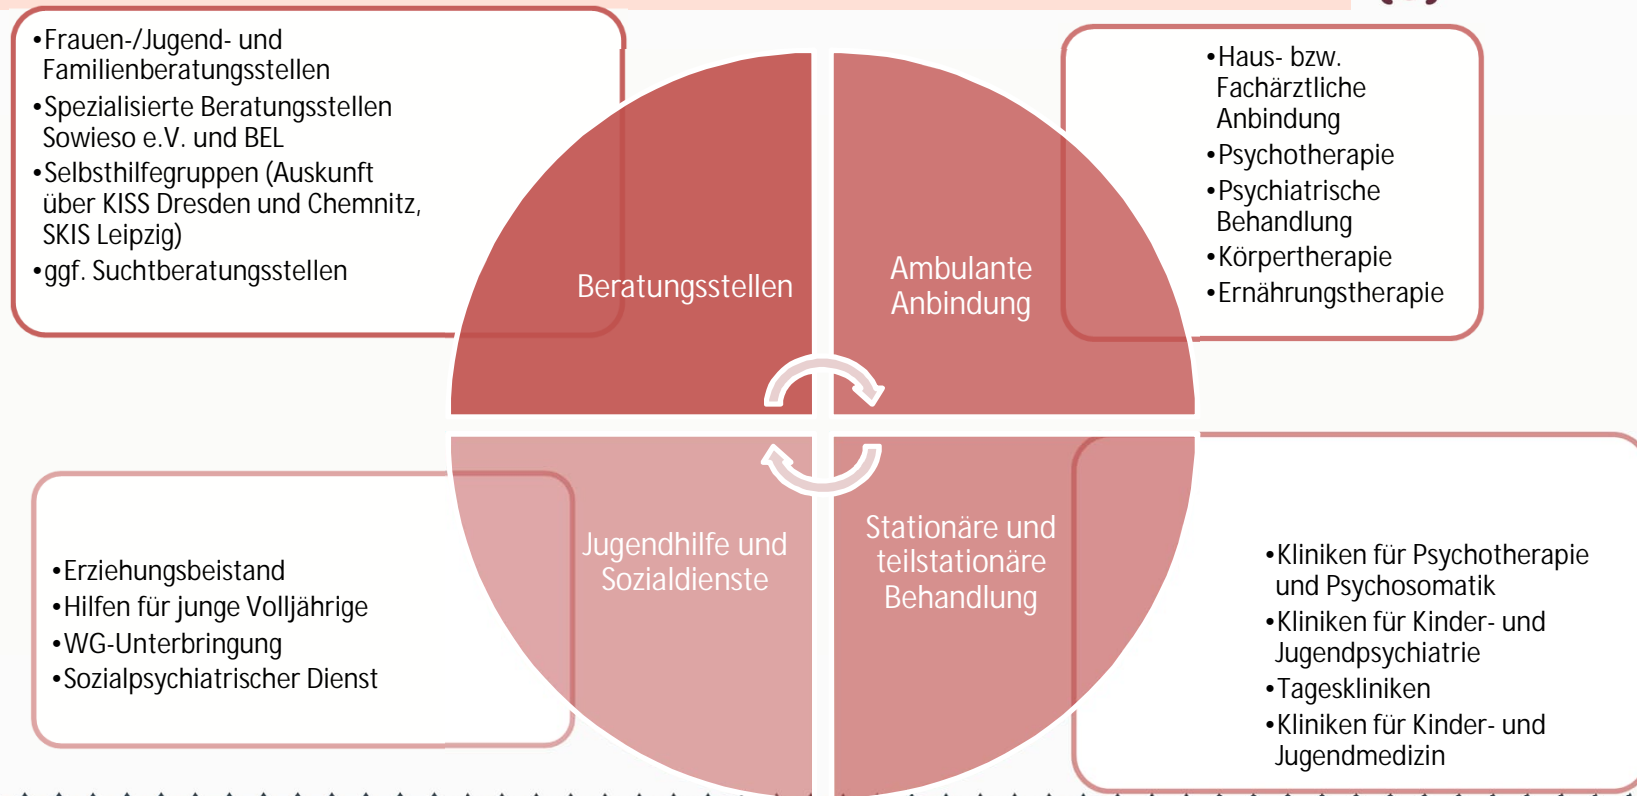 •Frauen-/Jugend- und
Familienberatungsstellen
•Spezialisierte Beratungsstellen
Sowieso e.V. und BEL
•Selbsthilfegruppen (Auskunft
über KISS Dresden und Chemnitz,
SKIS Leipzig)
•ggf. Suchtberatungsstellen
Beratungsstellen
Ambulante
Anbindung
•Haus- bzw.
Fachärztliche
Anbindung
•Psychotherapie
•Psychiatrische
Behandlung
•Körpertherapie
•Ernährungstherapie
•Erziehungsbeistand
•Hilfen für junge Volljährige
•WG-Unterbringung
•Sozialpsychiatrischer Dienst
Jugendhilfe und
Sozialdienste
Stationäre und
teilstationäre
Behandlung
•Kliniken für Psychotherapie
und Psychosomatik
•Kliniken für Kinder- und
Jugendpsychiatrie
•Tageskliniken
•Kliniken für Kinder- und
Jugendmedizin